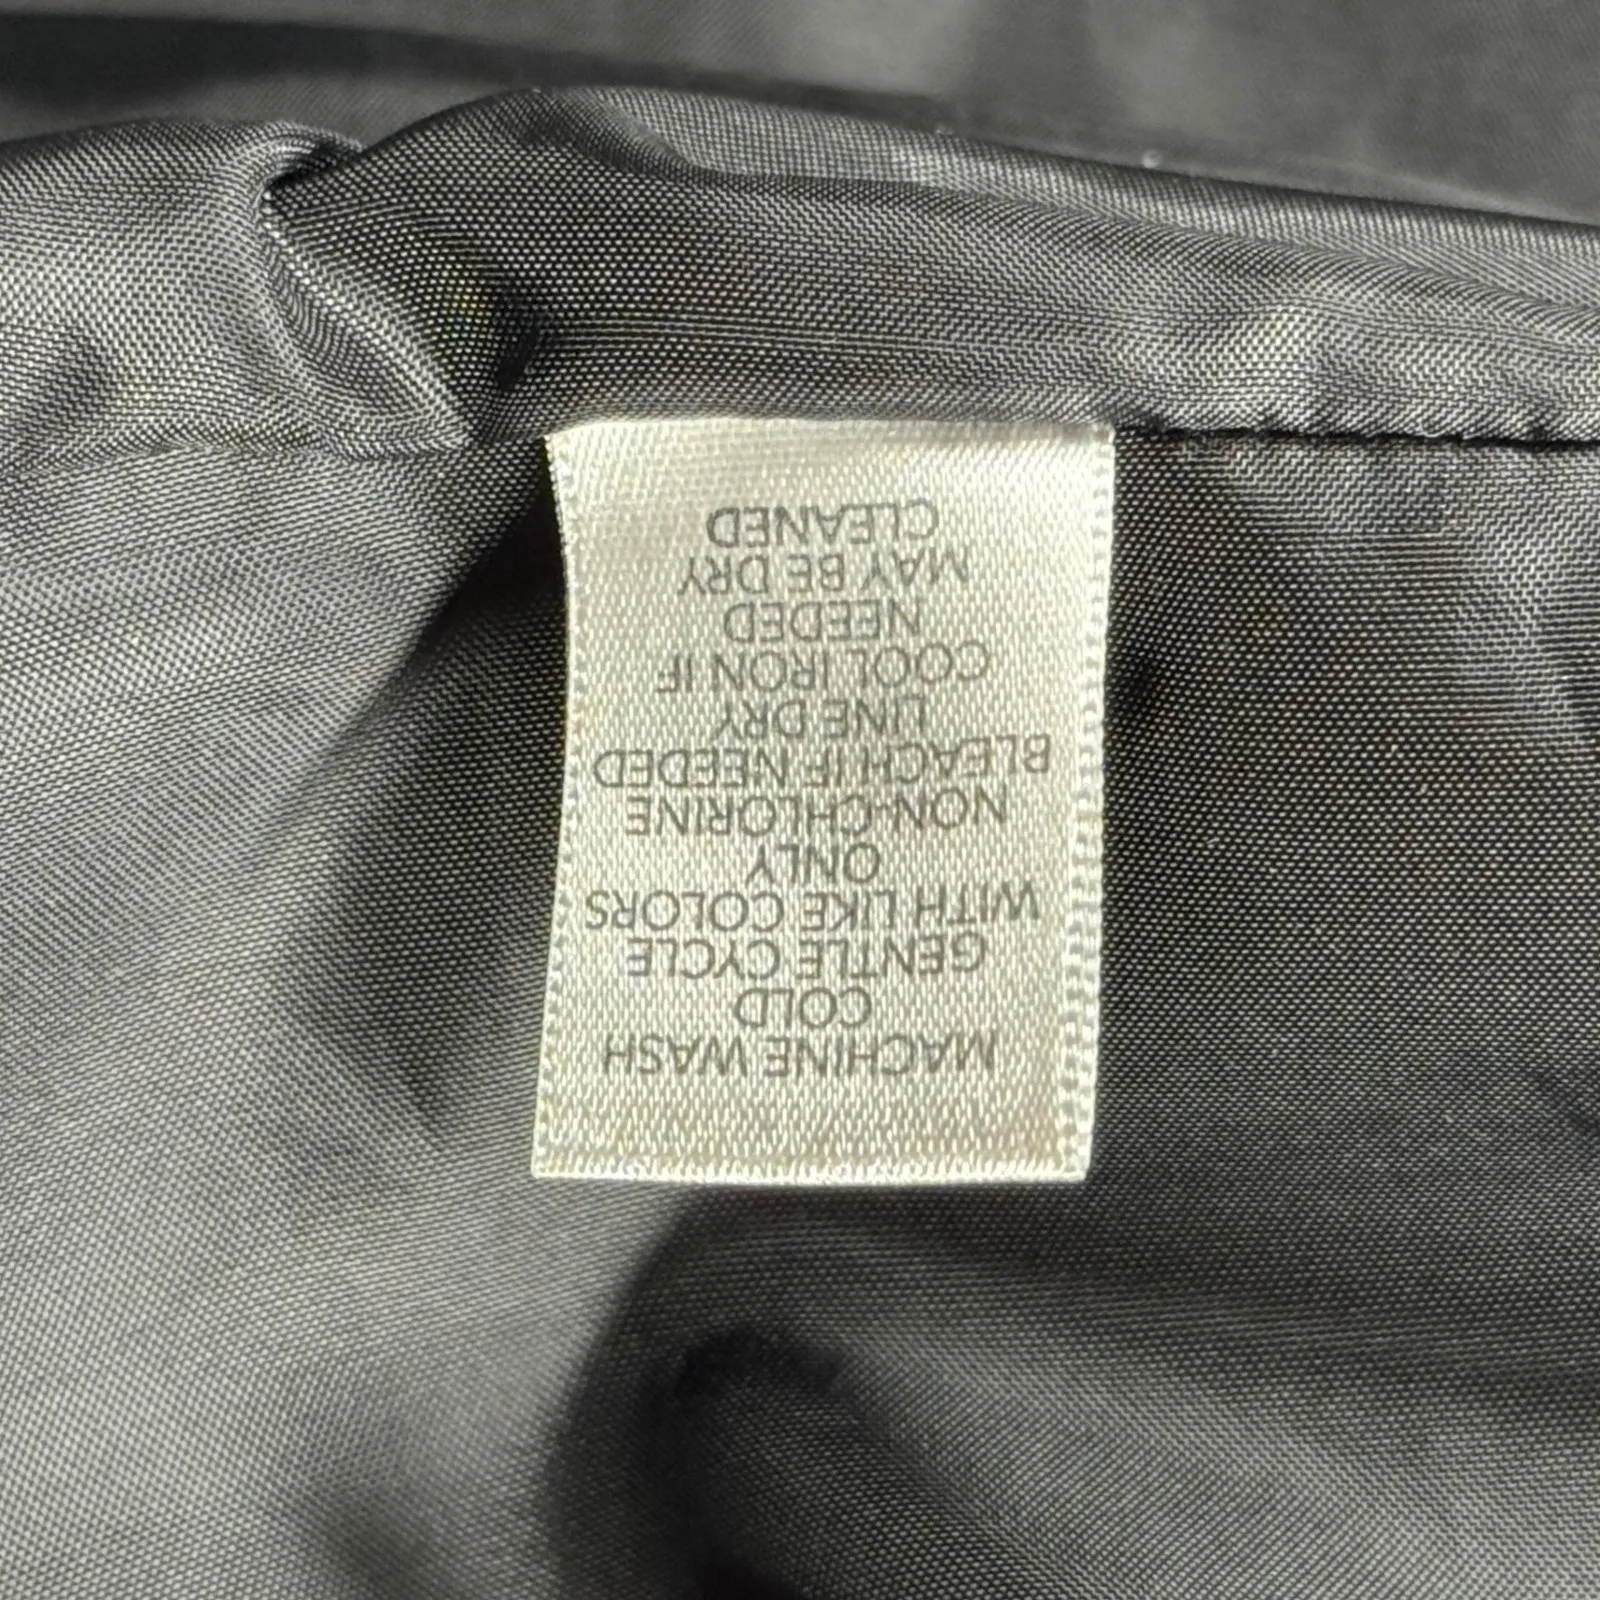 MACHINE WASH
COLD
GENTLE CYCLE
WITH LIKE COLORS
ONLY
NON-CHLORINE
BLEACH IF NEEDED
LINE DRY
COOL IRON IF
NEEDED
MAY BE DRY
CLEANED